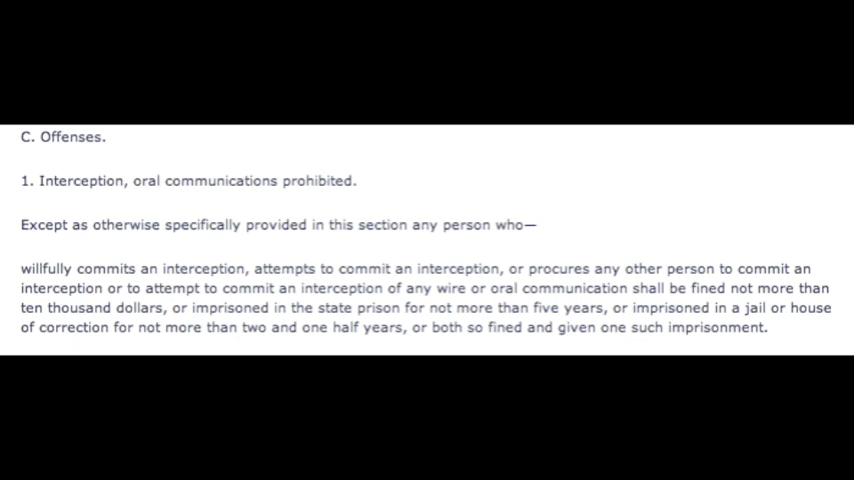 C. Offenses.
1. Interception, oral communications prohibited.
Except as otherwise specifically provided in this section any person who—
willfully commits an interception, attempts to commit an interception, or procures any other person to commit an
interception or to attempt to commit an interception of any wire or oral communication shall be fined not more than
ten thousand dollars, or imprisoned in the state prison for not more than five years, or imprisoned in a jail or house
of correction for not more than two and one half years, or both so fined and given one such imprisonment.